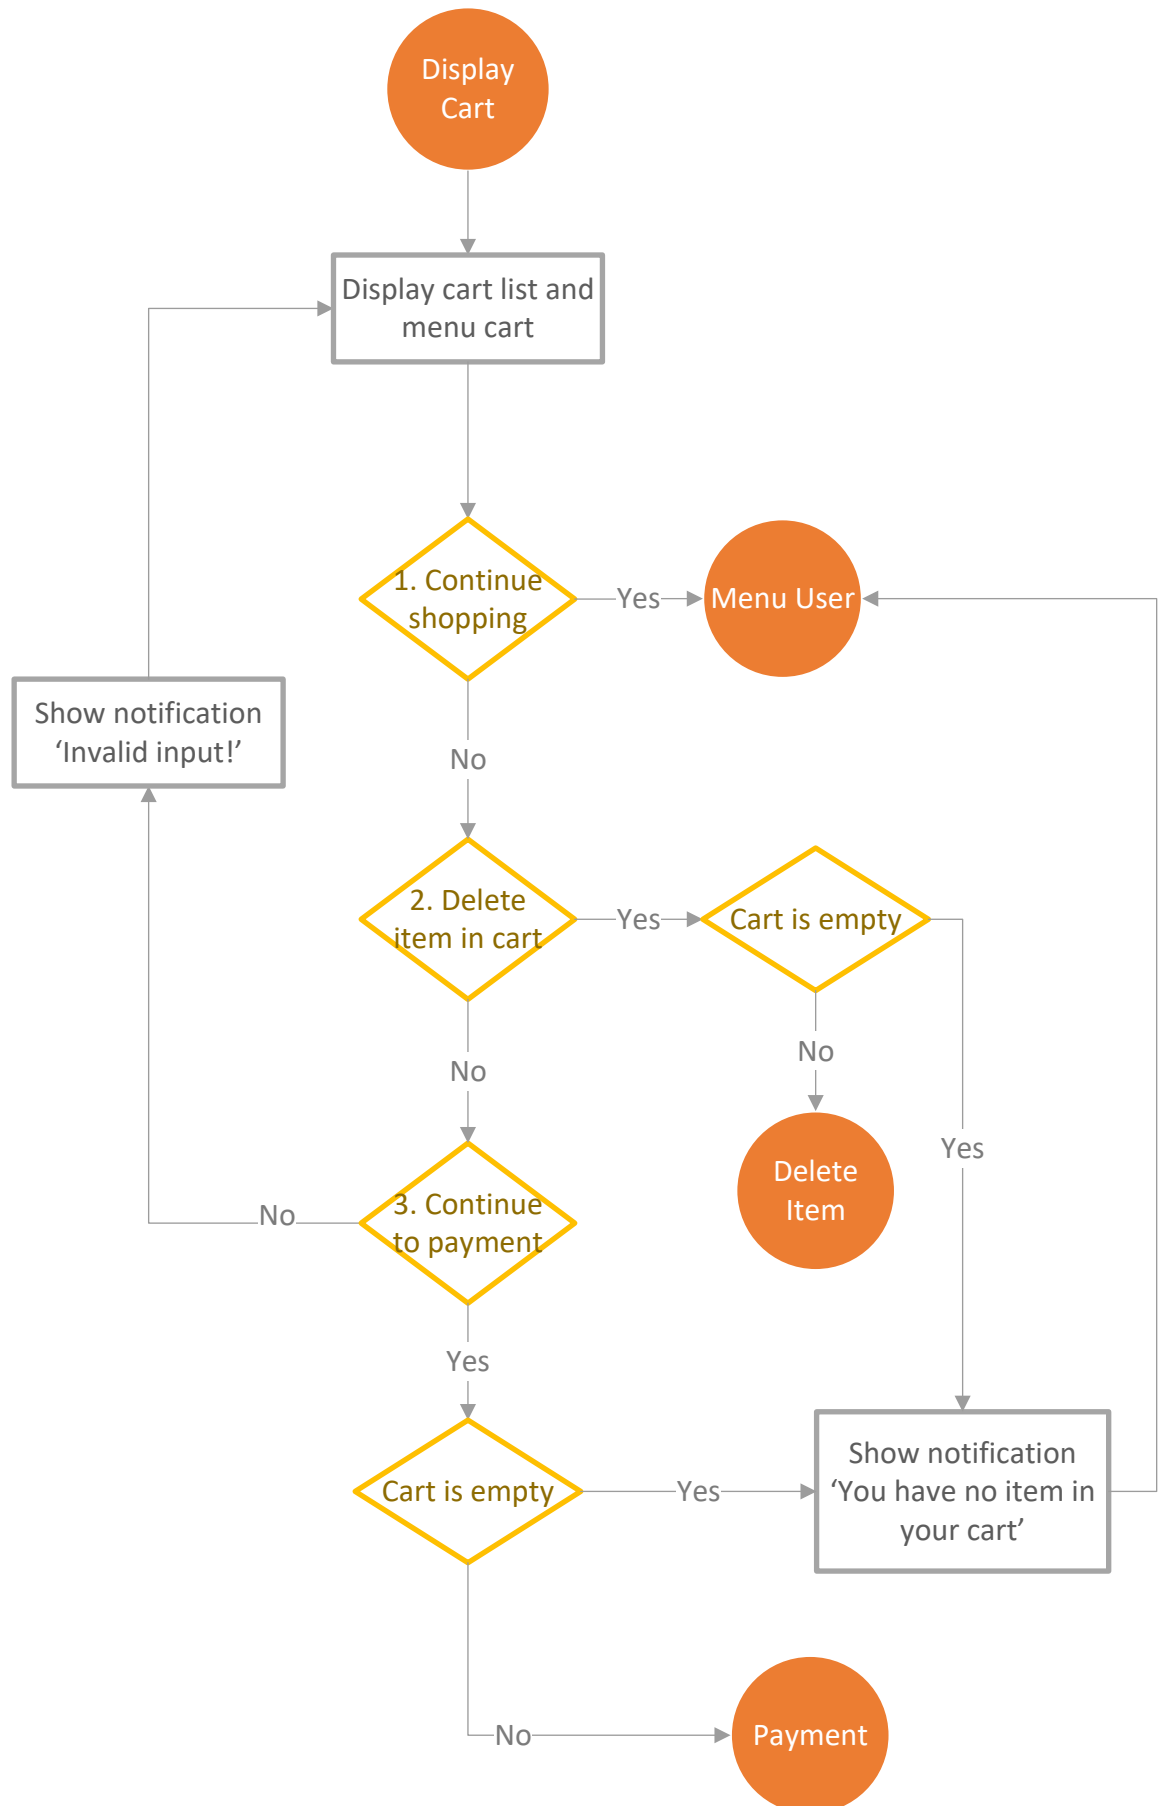 Display
Cart
Display cart list and
menu cart
1. Continue
shopping
Yes
Menu User
Show notification
‘Invalid input!’
No
2. Delete
item in cart
Yes
Cart is empty
No
No
Delete
Item
Yes
3. Continue
to payment
No
Yes
Cart is empty
Yes
Show notification
‘You have no item in
your cart’
No
Payment